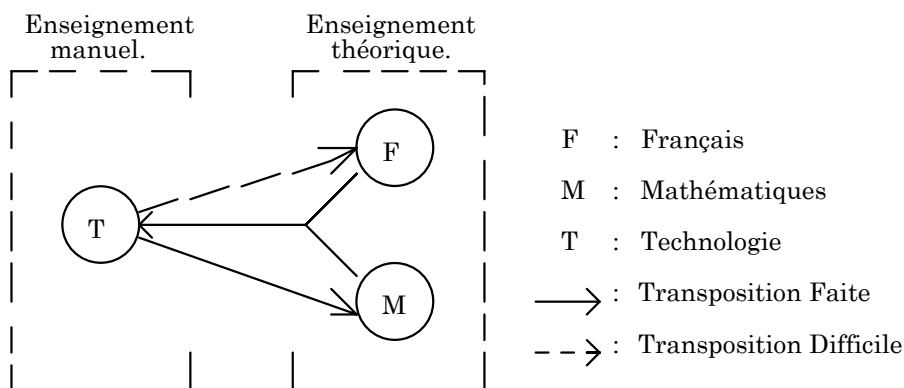 Enseignement
manuel.
Enseignement
théorique.
F
T
M
F : Français
M : Mathématiques
T : Technologie
: Transposition Faite
: Transposition Difficile